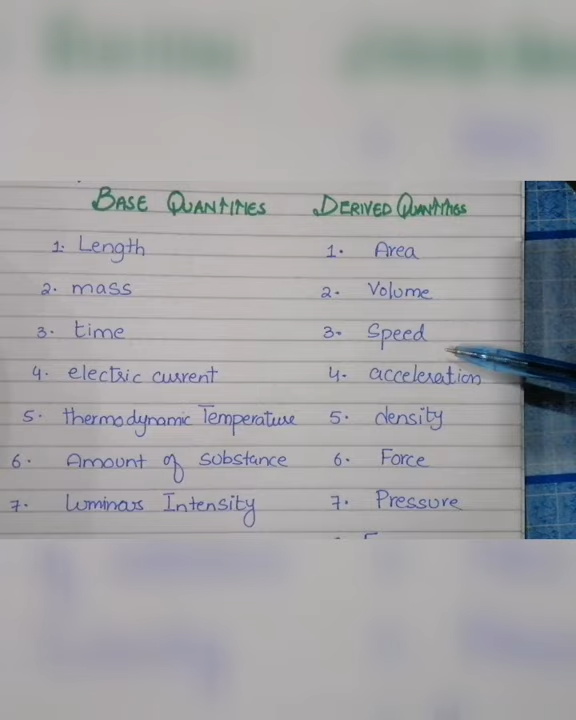 BASE QUANTITIES DERIVED QUANTITIES
1. Length 1. Area
2. mass 2. Volume
3. time 3. Speed
4. electric current 4. acceleration
5. thermodynamic Temperature 5. density
6. Amount of substance 6. Force
7. Luminous Intensity 7. Pressure